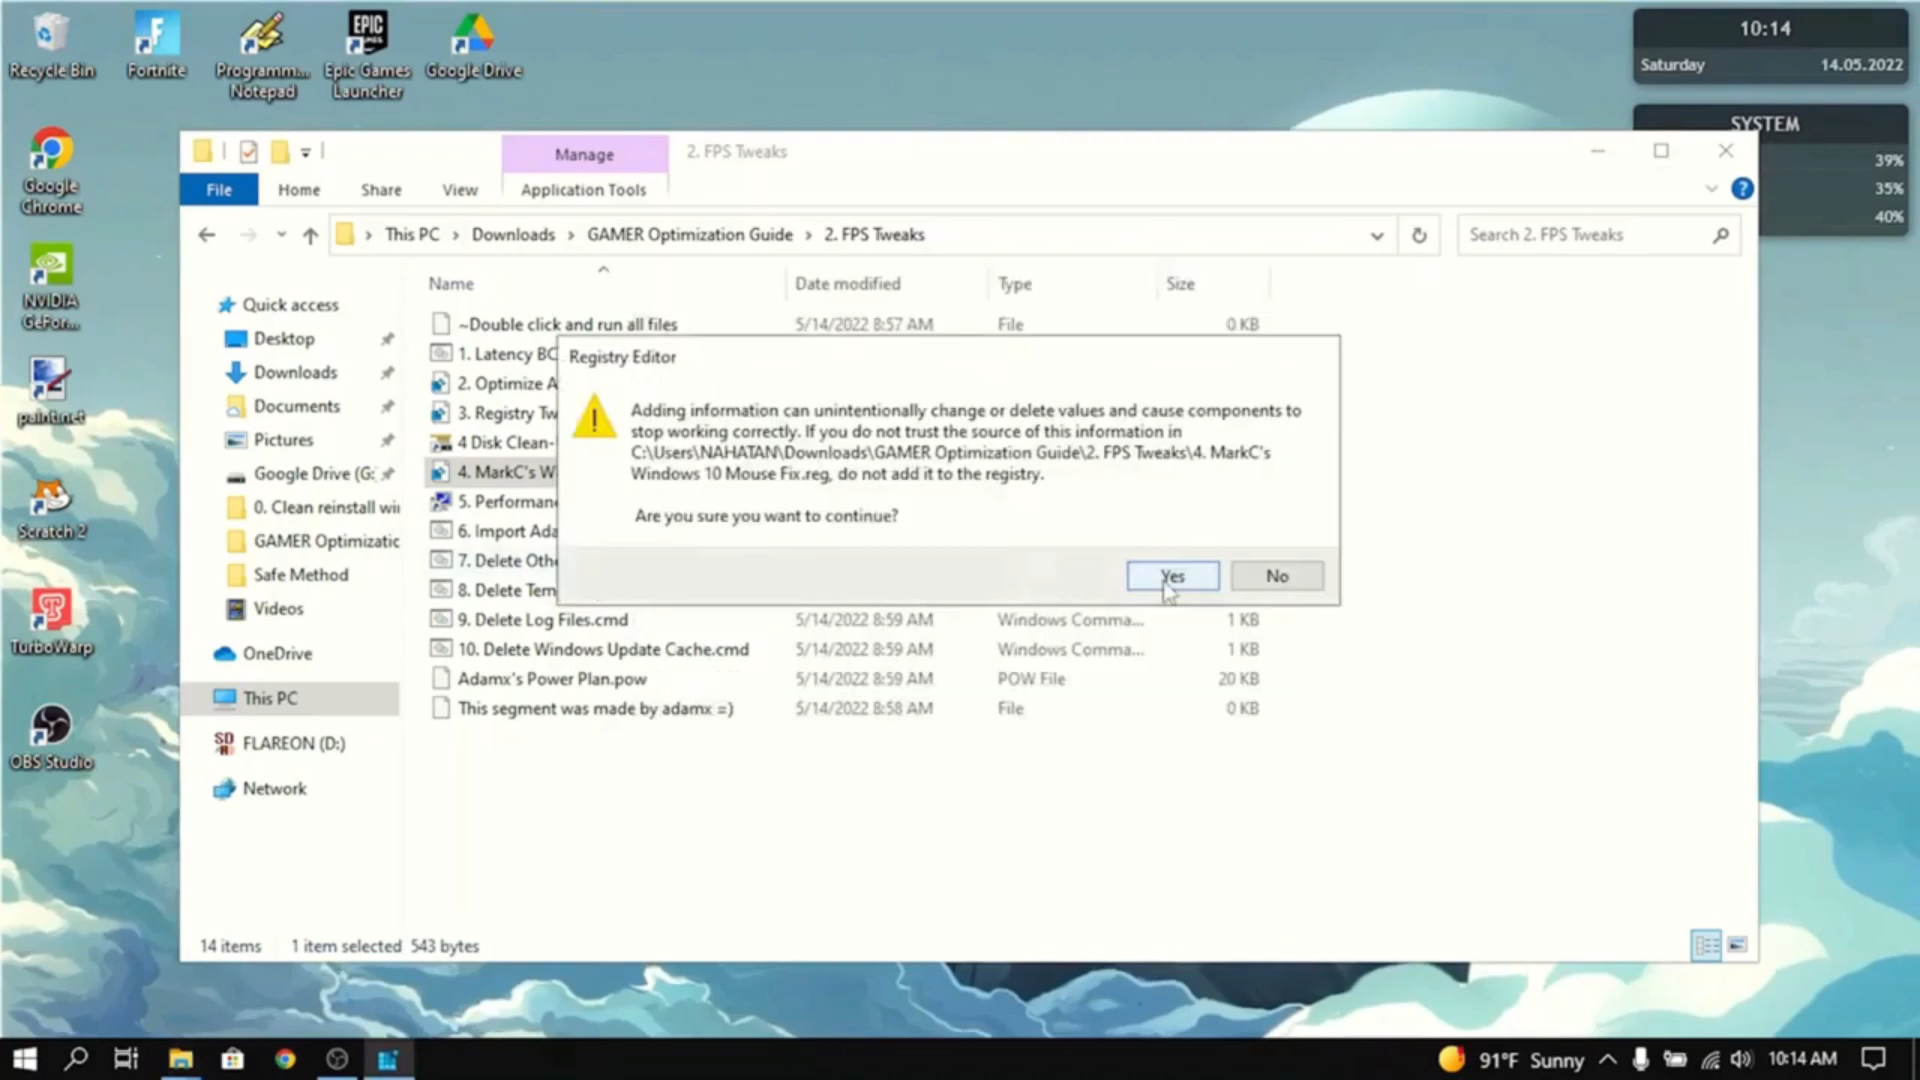 Recycle Bin
Fortnite
Programm...
Notepad
EPIC
GAMES
Epic Games
Launcher
Google Drive
10:14
Saturday
14.05.2022
SYSTEM
39%
35%
40%
Google
Chrome
NVIDIA
GeFor...
paint.net
Scratch 2
TurboWarp
OBS Studio
Manage
2. FPS Tweaks
File
Home
Share
View
Application Tools
This PC > Downloads > GAMER Optimization Guide > 2. FPS Tweaks
Search 2. FPS Tweaks
Quick access
Desktop
Downloads
Documents
Pictures
Google Drive (G:
0. Clean reinstall wi
GAMER Optimizatic
Safe Method
Videos
OneDrive
This PC
FLAREON (D:)
Network
Name Date modified Type Size
~Double click and run all files 5/14/2022 8:57 AM File 0 KB
1. Latency BC
2. Optimize A
3. Registry Tw
4 Disk Clean-
4. MarkC's W
5. Performan
6. Import Ada
7. Delete Oth
8. Delete Tem
9. Delete Log Files.cmd 5/14/2022 8:59 AM Windows Comma... 1 KB
10. Delete Windows Update Cache.cmd 5/14/2022 8:59 AM Windows Comma... 1 KB
Adamx's Power Plan.pow 5/14/2022 8:59 AM POW File 20 KB
This segment was made by adamx =) 5/14/2022 8:58 AM File 0 KB
Registry Editor
Adding information can unintentionally change or delete values and cause components to
stop working correctly. If you do not trust the source of this information in
C:\Users\NAHATAN\Downloads\GAMER Optimization Guide\2. FPS Tweaks\4. MarkC's
Windows 10 Mouse Fix.reg, do not add it to the registry.
Are you sure you want to continue?
Yes
No
14 items 1 item selected 543 bytes
91°F Sunny
10:14 AM